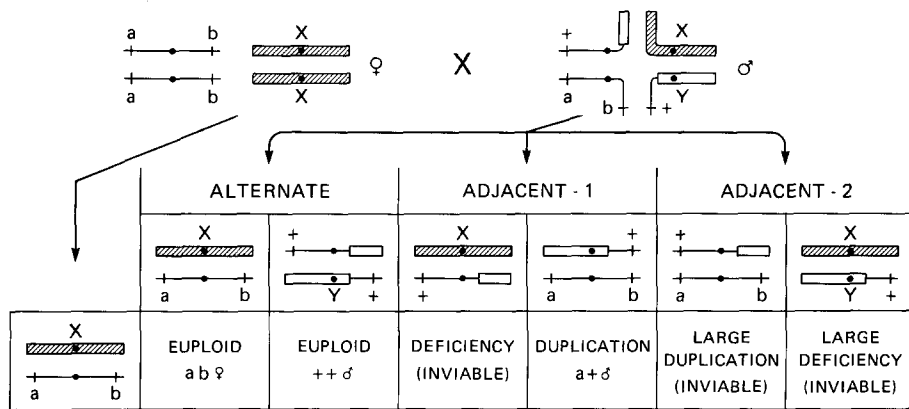 a b X
+ X
♀ X ♂
a b X
a b + Y
ALTERNATE ADJACENT - 1 ADJACENT - 2
X + X + + X
a b Y + + a b a b Y +
X
a b
EUPLOID EUPLOID DEFICIENCY DUPLICATION LARGE LARGE
a b ♀ + + ♂ (INVIABLE) a + ♂ DUPLICATION DEFICIENCY
(INVIABLE) (INVIABLE)